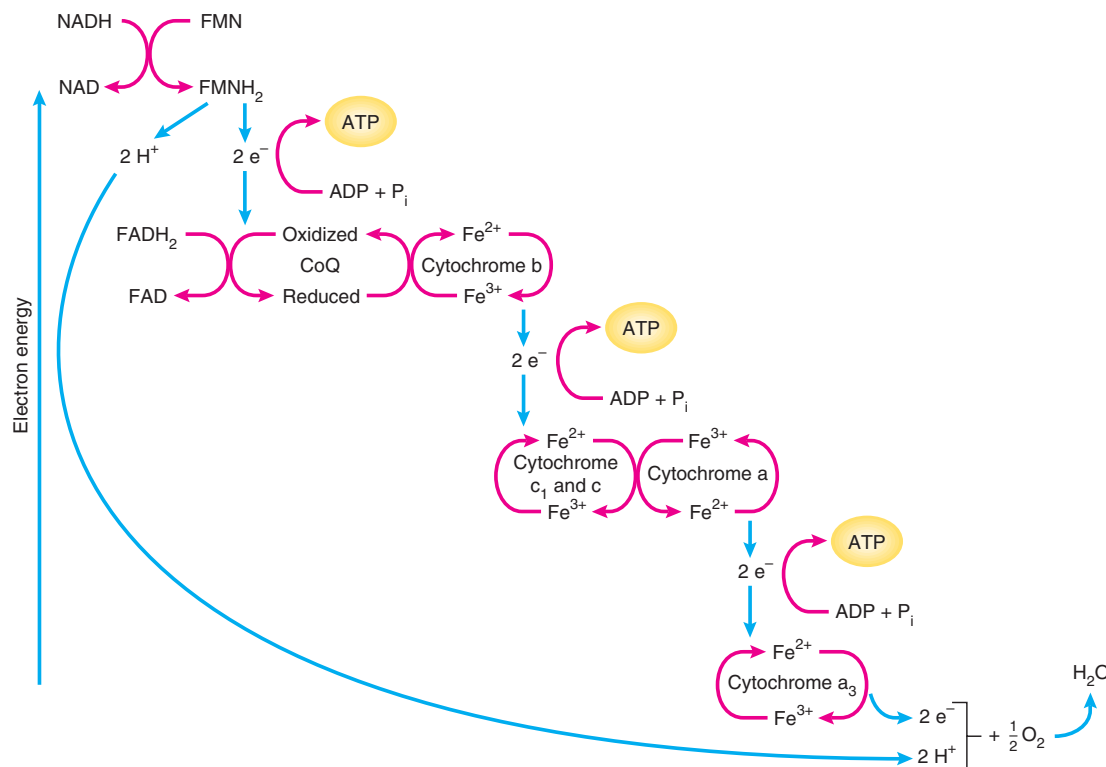 NADH FMN
NAD FMNH₂
ATP
2 H⁺ 2 e⁻
ADP + Pᵢ
FADH₂ Oxidized Fe²⁺
CoQ Cytochrome b
FAD Reduced Fe³⁺
ATP
2 e⁻
ADP + Pᵢ
Electron energy
Fe²⁺ Fe³⁺
Cytochrome Cytochrome a
c₁ and c
Fe³⁺ Fe²⁺
ATP
2 e⁻
ADP + Pᵢ
Fe²⁺
H₂O
Cytochrome a₃
Fe³⁺ 2 e⁻
+ ½ O₂
2 H⁺